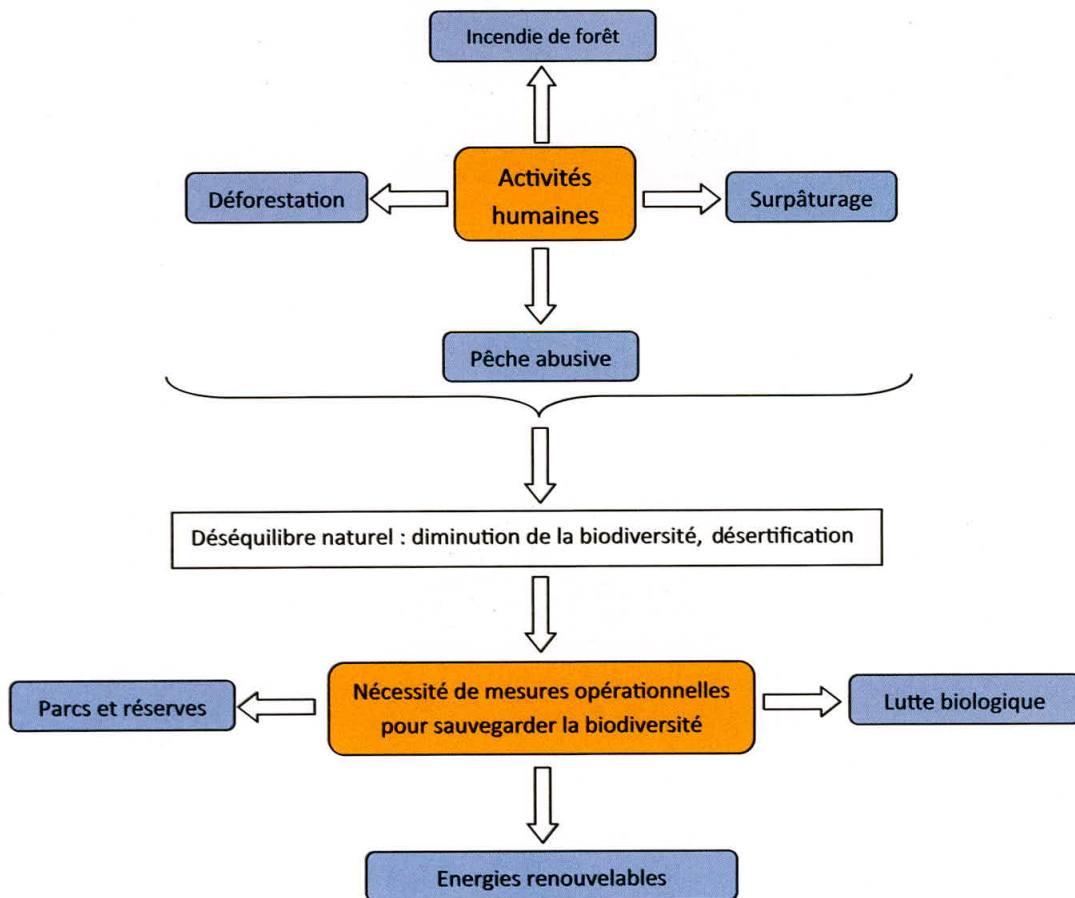 Incendie de forêt
Activités
humaines
Déforestation
Surpâturage
Pêche abusive
Déséquilibre naturel : diminution de la biodiversité, désertification
Nécessité de mesures opérationnelles
pour sauvegarder la biodiversité
Parcs et réserves
Lutte biologique
Energies renouvelables